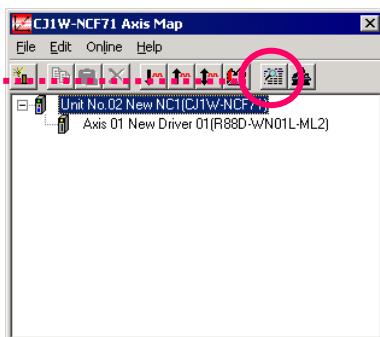 CJ1W-NCF71 Axis Map
File Edit Online Help
Unit No.02 New NC1(CJ1W-NCF71)
Axis 01 New Driver 01(R88D-WN01L-ML2)